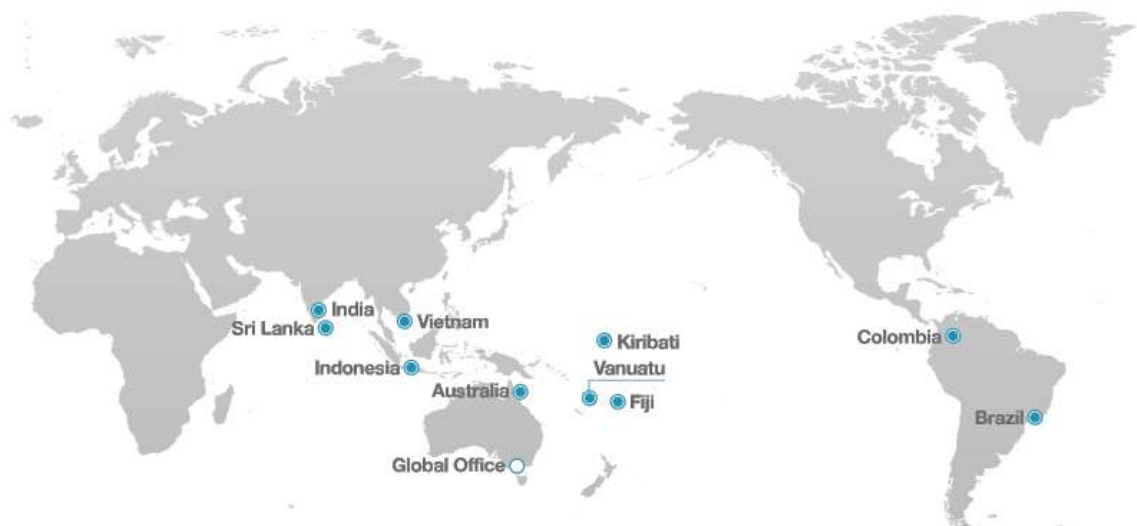 India
Sri Lanka
Vietnam
Kiribati
Colombia
Indonesia
Vanuatu
Australia
Fiji
Brazil
Global Office